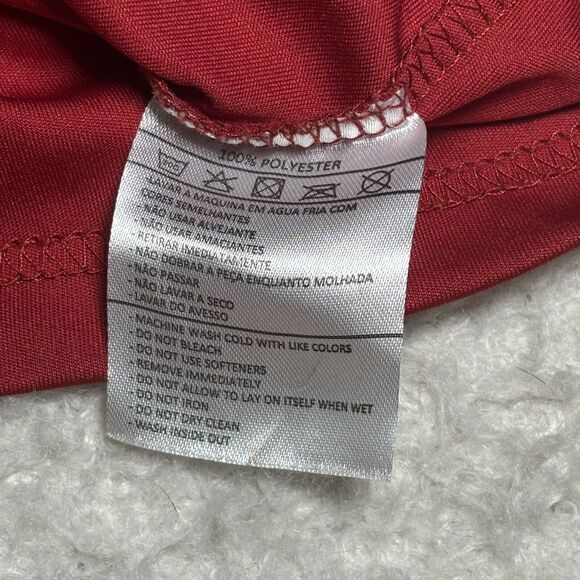 100% POLYESTER
LAVAR A MAQUINA EM AGUA FRIA COM
CORES SEMELHANTES
-NÃO USAR ALVEJANTE
-NÃO USAR AMACIANTES
- RETIRAR IMEDIATAMENTE
-NÃO DOBRAR A PEÇA ENQUANTO MOLHADA
-NÃO PASSAR
-NÃO LAVAR A SECO
LAVAR DO AVESSO
- MACHINE WASH COLD WITH LIKE COLORS
- DO NOT BLEACH
- DO NOT USE SOFTENERS
- REMOVE IMMEDIATELY
- DO NOT ALLOW TO LAY ON ITSELF WHEN WET
- DO NOT IRON
- DO NOT DRY CLEAN
- WASH INSIDE OUT